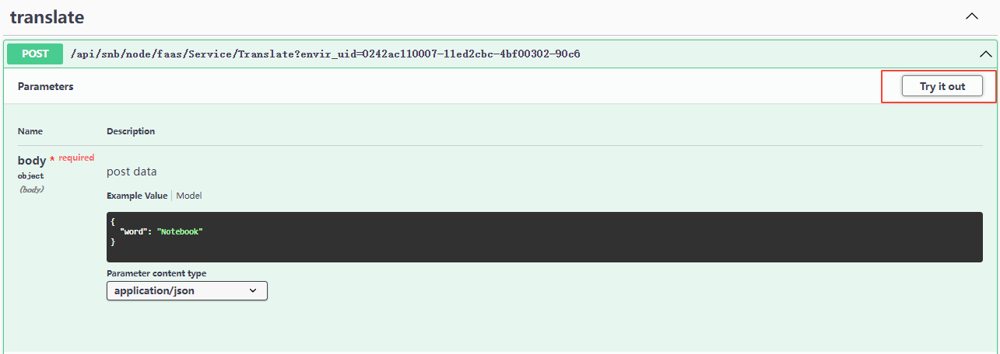 translate
POST /api/snb/node/faas/Service/Translate?envir_uid=0242ac110007-11ed2cbc-4bf00302-90c6
Parameters Try it out
Name Description
body * required
object
(body)
post data
Example Value | Model
{
"word": "Notebook"
}
Parameter content type
application/json